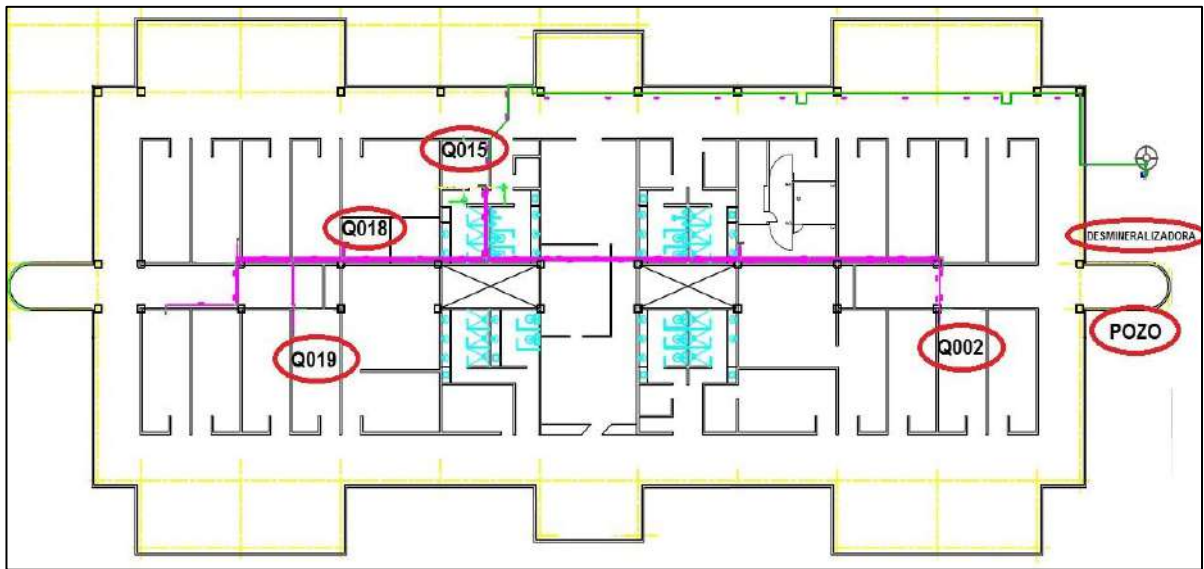 Q015
Q018
DESMINERALIZADORA
Q019
Q002
POZO